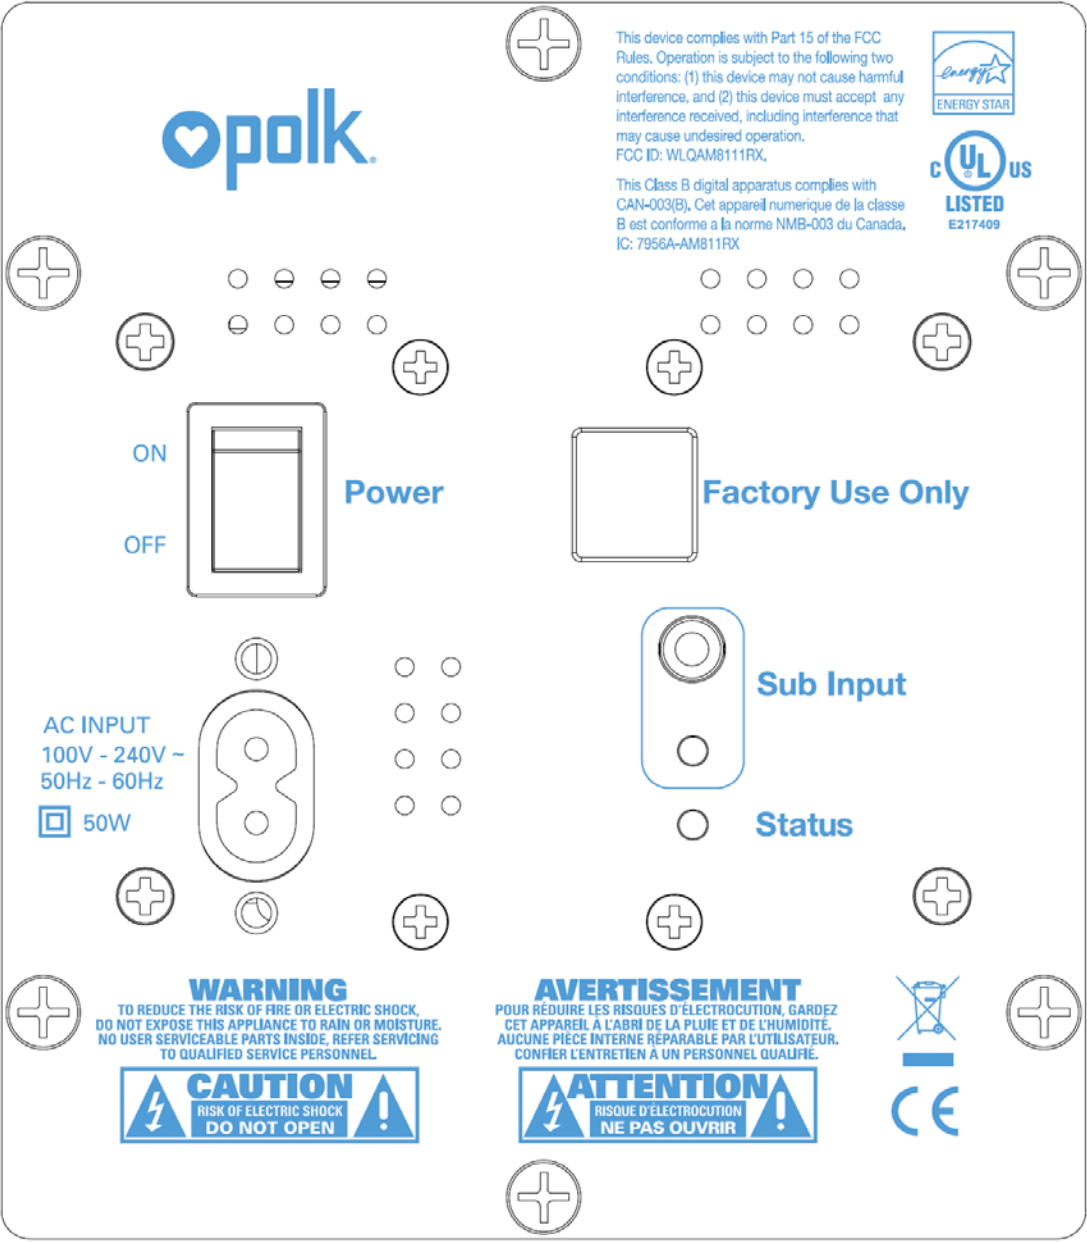 polk
This device complies with Part 15 of the FCC
Rules. Operation is subject to the following two
conditions: (1) this device may not cause harmful
interference, and (2) this device must accept any
interference received, including interference that
may cause undesired operation.
FCC ID: WLQAM8111RX.
This Class B digital apparatus complies with
CAN-003(B). Cet appareil numerique de la classe
B est conforme a la norme NMB-003 du Canada.
IC: 7956A-AM811RX
energy
ENERGY STAR
C UL US
®
LISTED
E217409
ON
OFF
Power
Factory Use Only
Sub Input
Status
AC INPUT
100V - 240V ~
50Hz - 60Hz
50W
WARNING
TO REDUCE THE RISK OF FIRE OR ELECTRIC SHOCK,
DO NOT EXPOSE THIS APPLIANCE TO RAIN OR MOISTURE.
NO USER SERVICEABLE PARTS INSIDE, REFER SERVICING
TO QUALIFIED SERVICE PERSONNEL.
CAUTION
RISK OF ELECTRIC SHOCK
DO NOT OPEN
AVERTISSEMENT
POUR RÉDUIRE LES RISQUES D'ÉLECTROCUTION, GARDEZ
CET APPAREIL À L'ABRI DE LA PLUIE ET DE L'HUMIDITÉ.
AUCUNE PIÈCE INTERNE RÉPARABLE PAR L'UTILISATEUR.
CONFIER L'ENTRETIEN À UN PERSONNEL QUALIFIÉ.
ATTENTION
RISQUE D'ÉLECTROCUTION
NE PAS OUVRIR
CE